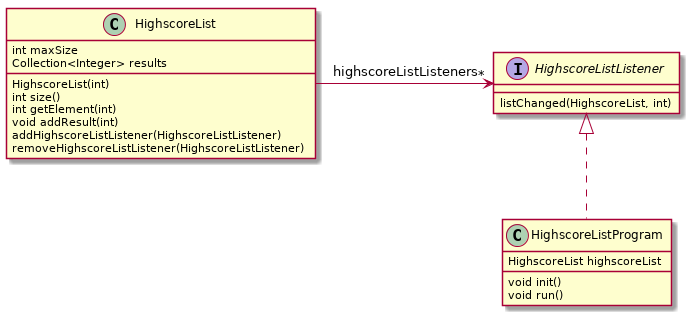 C HighscoreList
int maxSize
Collection<Integer> results
HighscoreList(int)
int size()
int getElement(int)
void addResult(int)
addHighscoreListListener(HighscoreListListener)
removeHighscoreListListener(HighscoreListListener)
highscoreListListeners*
I HighscoreListListener
listChanged(HighscoreList, int)
C HighscoreListProgram
HighscoreList highscoreList
void init()
void run()